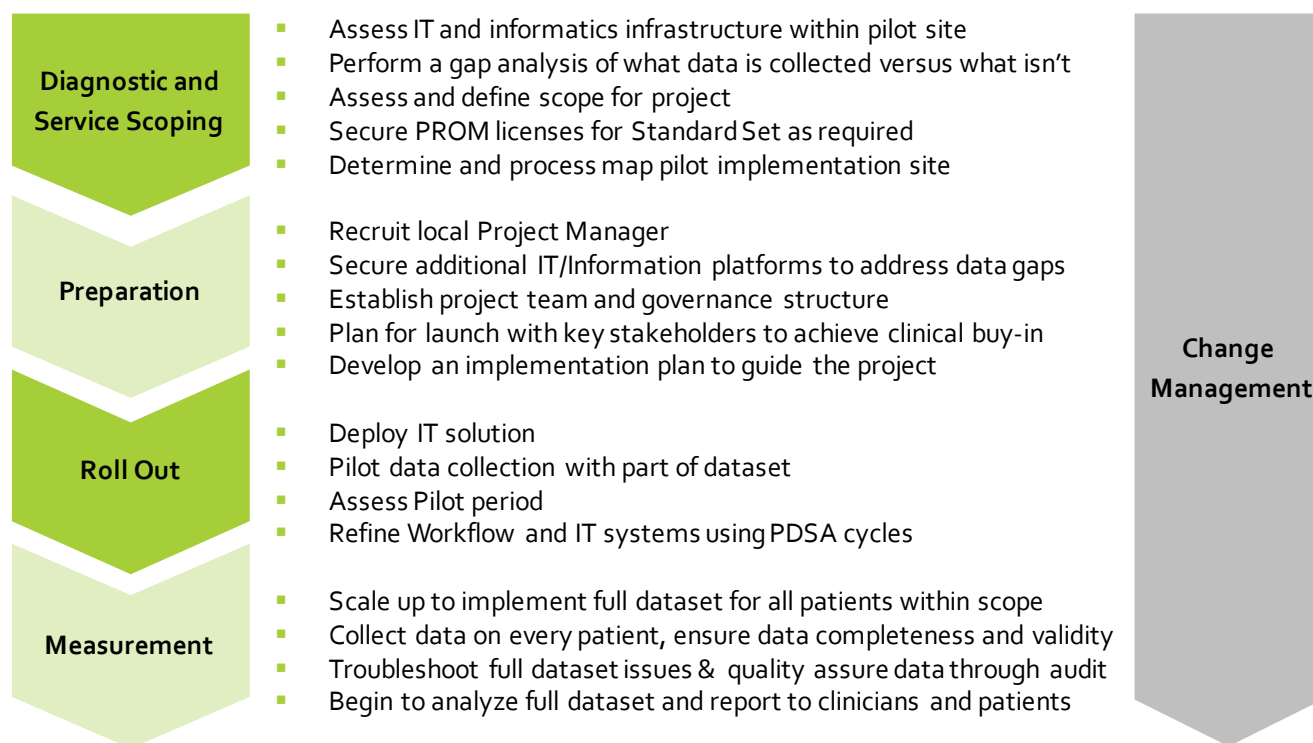 Diagnostic and
Service Scoping
Assess IT and informatics infrastructure within pilot site
Perform a gap analysis of what data is collected versus what isn’t
Assess and define scope for project
Secure PROM licenses for Standard Set as required
Determine and process map pilot implementation site
Preparation
Recruit local Project Manager
Secure additional IT/Information platforms to address data gaps
Establish project team and governance structure
Plan for launch with key stakeholders to achieve clinical buy-in
Develop an implementation plan to guide the project
Roll Out
Deploy IT solution
Pilot data collection with part of dataset
Assess Pilot period
Refine Workflow and IT systems using PDSA cycles
Measurement
Scale up to implement full dataset for all patients within scope
Collect data on every patient, ensure data completeness and validity
Troubleshoot full dataset issues & quality assure data through audit
Begin to analyze full dataset and report to clinicians and patients
Change
Management